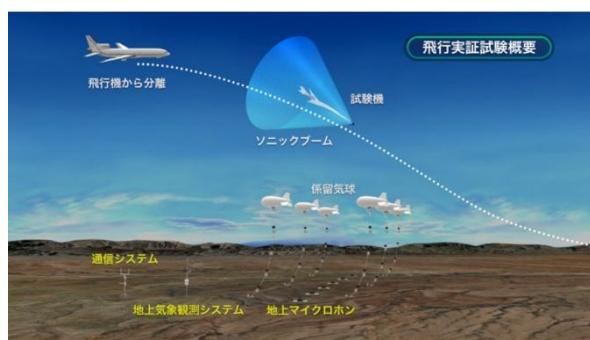 飛行実証試験概要
飛行機から分離
試験機
ソニックブーム
係留気球
通信システム
地上気象観測システム
地上マイクロホン